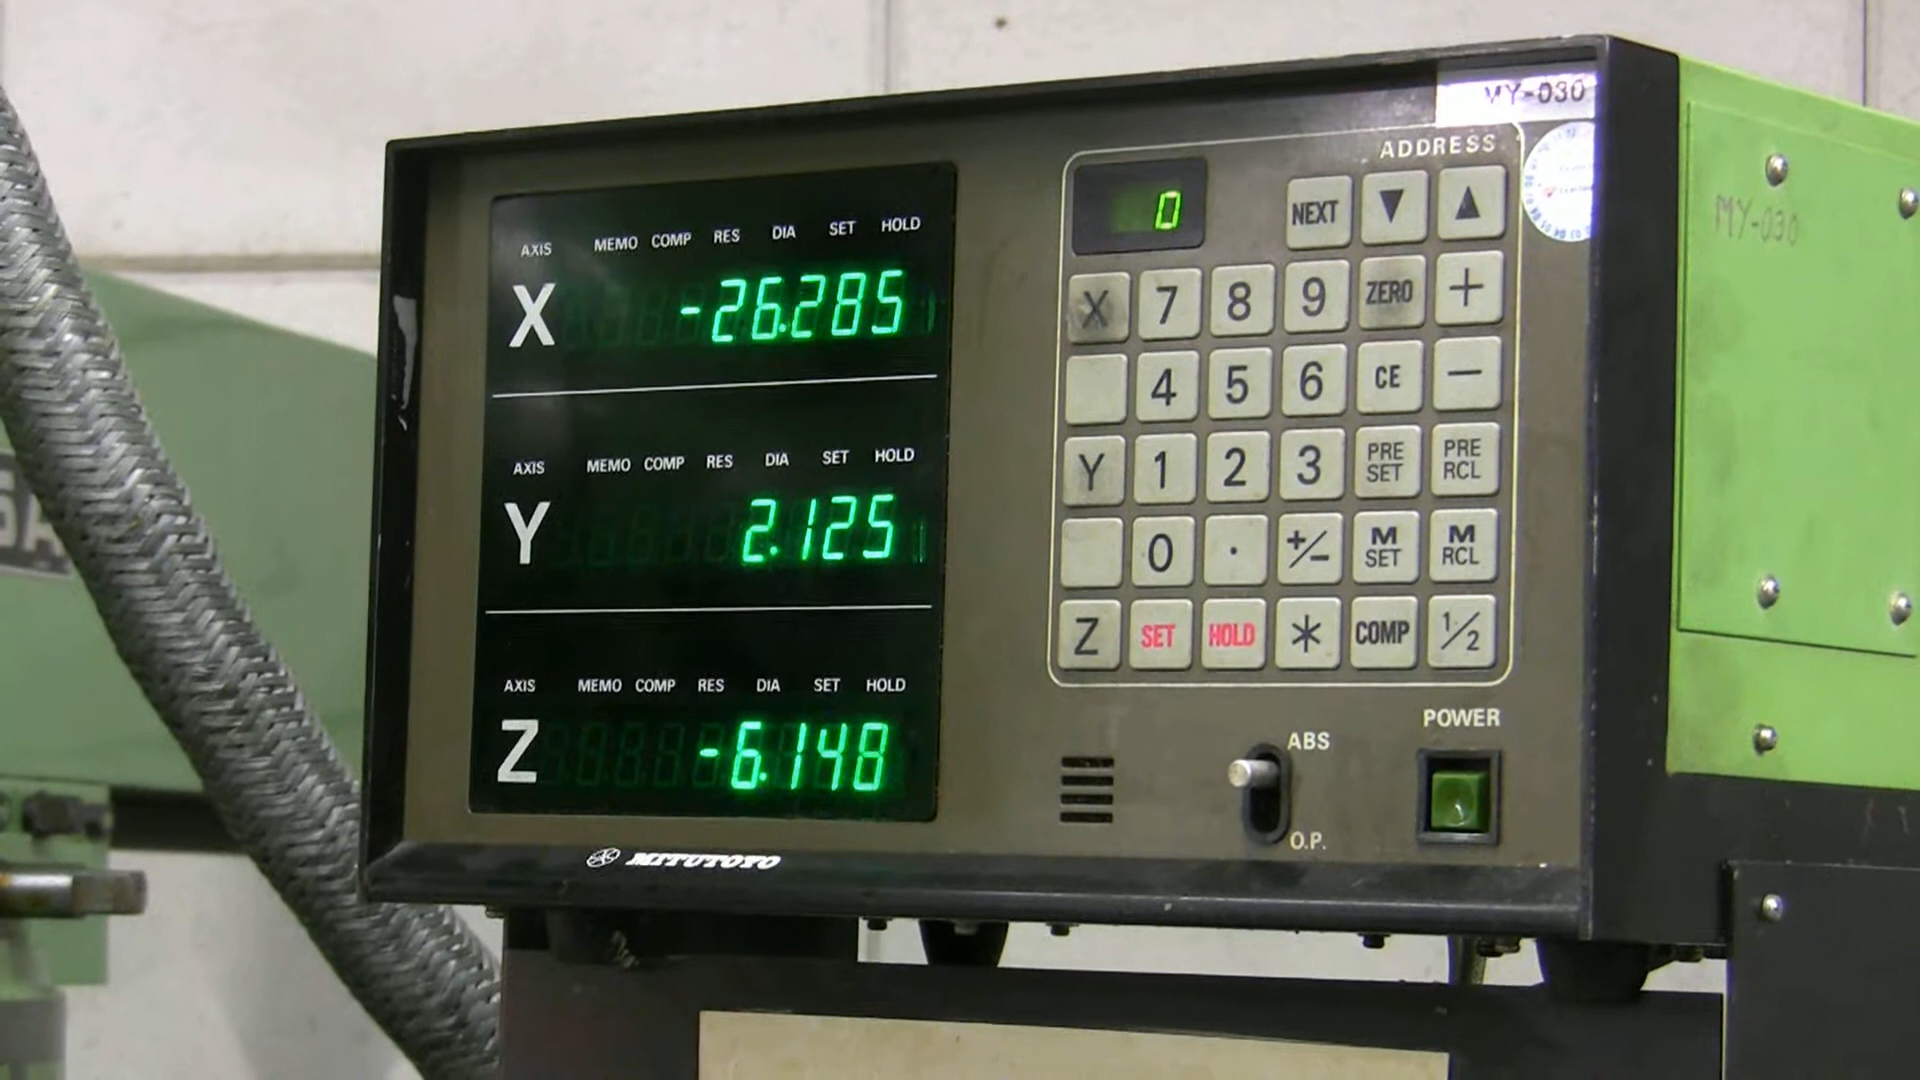 MY-030
ADDRESS
0
NEXT ▼ ▲
AXIS MEMO COMP RES DIA SET HOLD
X -26.285
AXIS MEMO COMP RES DIA SET HOLD
Y 2.125
AXIS MEMO COMP RES DIA SET HOLD
Z -6.148
X 7 8 9 ZERO +
4 5 6 CE −
Y 1 2 3 PRE SET PRE RCL
0 · +/− M SET M RCL
Z SET HOLD * COMP 1/2
ABS
O.P.
POWER
MITUTOYO
MY-030